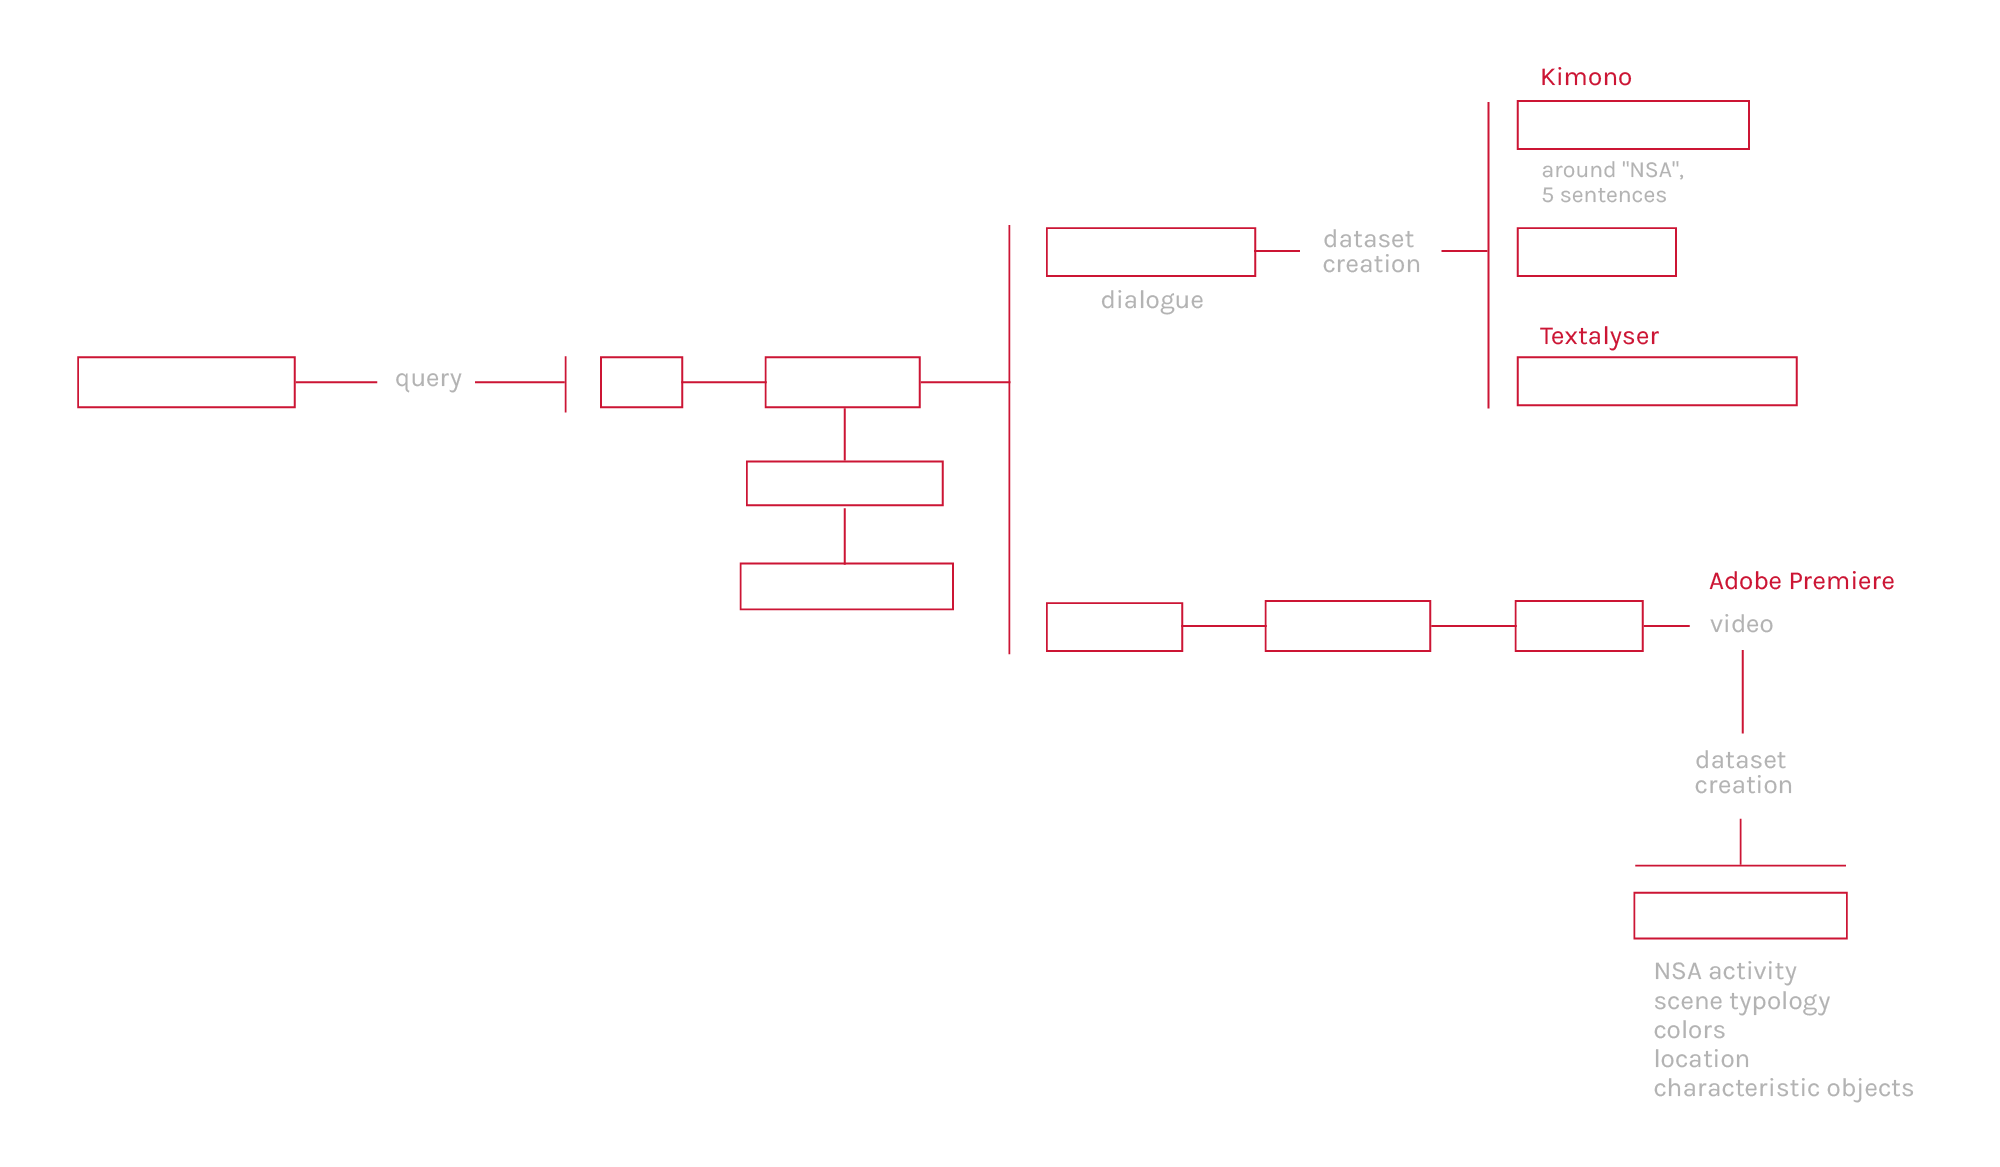 Kimono
around "NSA",
5 sentences
dataset
creation
dialogue
Textalyser
query
Adobe Premiere
video
dataset
creation
NSA activity
scene typology
colors
location
characteristic objects